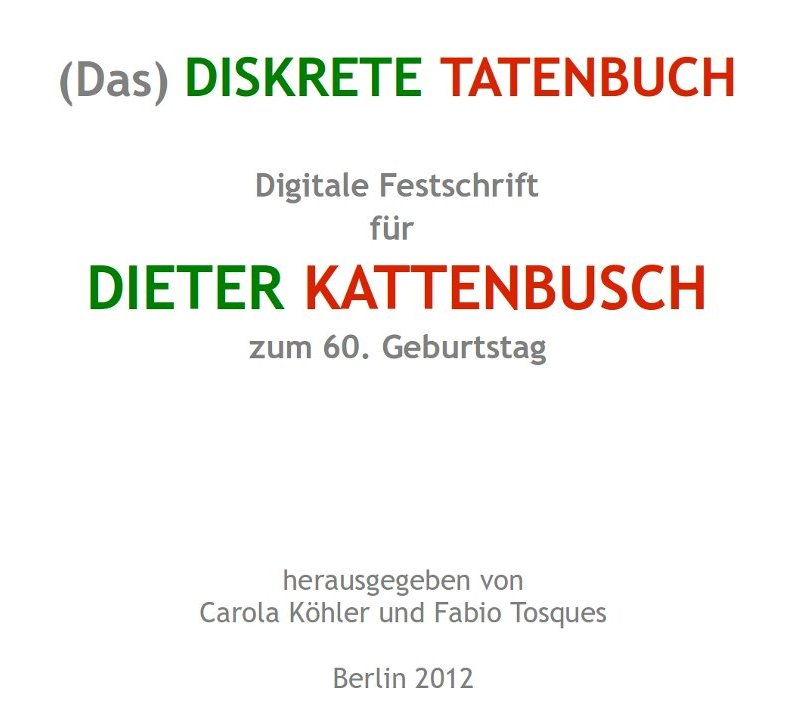 (Das) DISKRETE TATENBUCH
Digitale Festschrift
für
DIETER KATTENBUSCH
zum 60. Geburtstag
herausgegeben von
Carola Köhler und Fabio Tosques
Berlin 2012